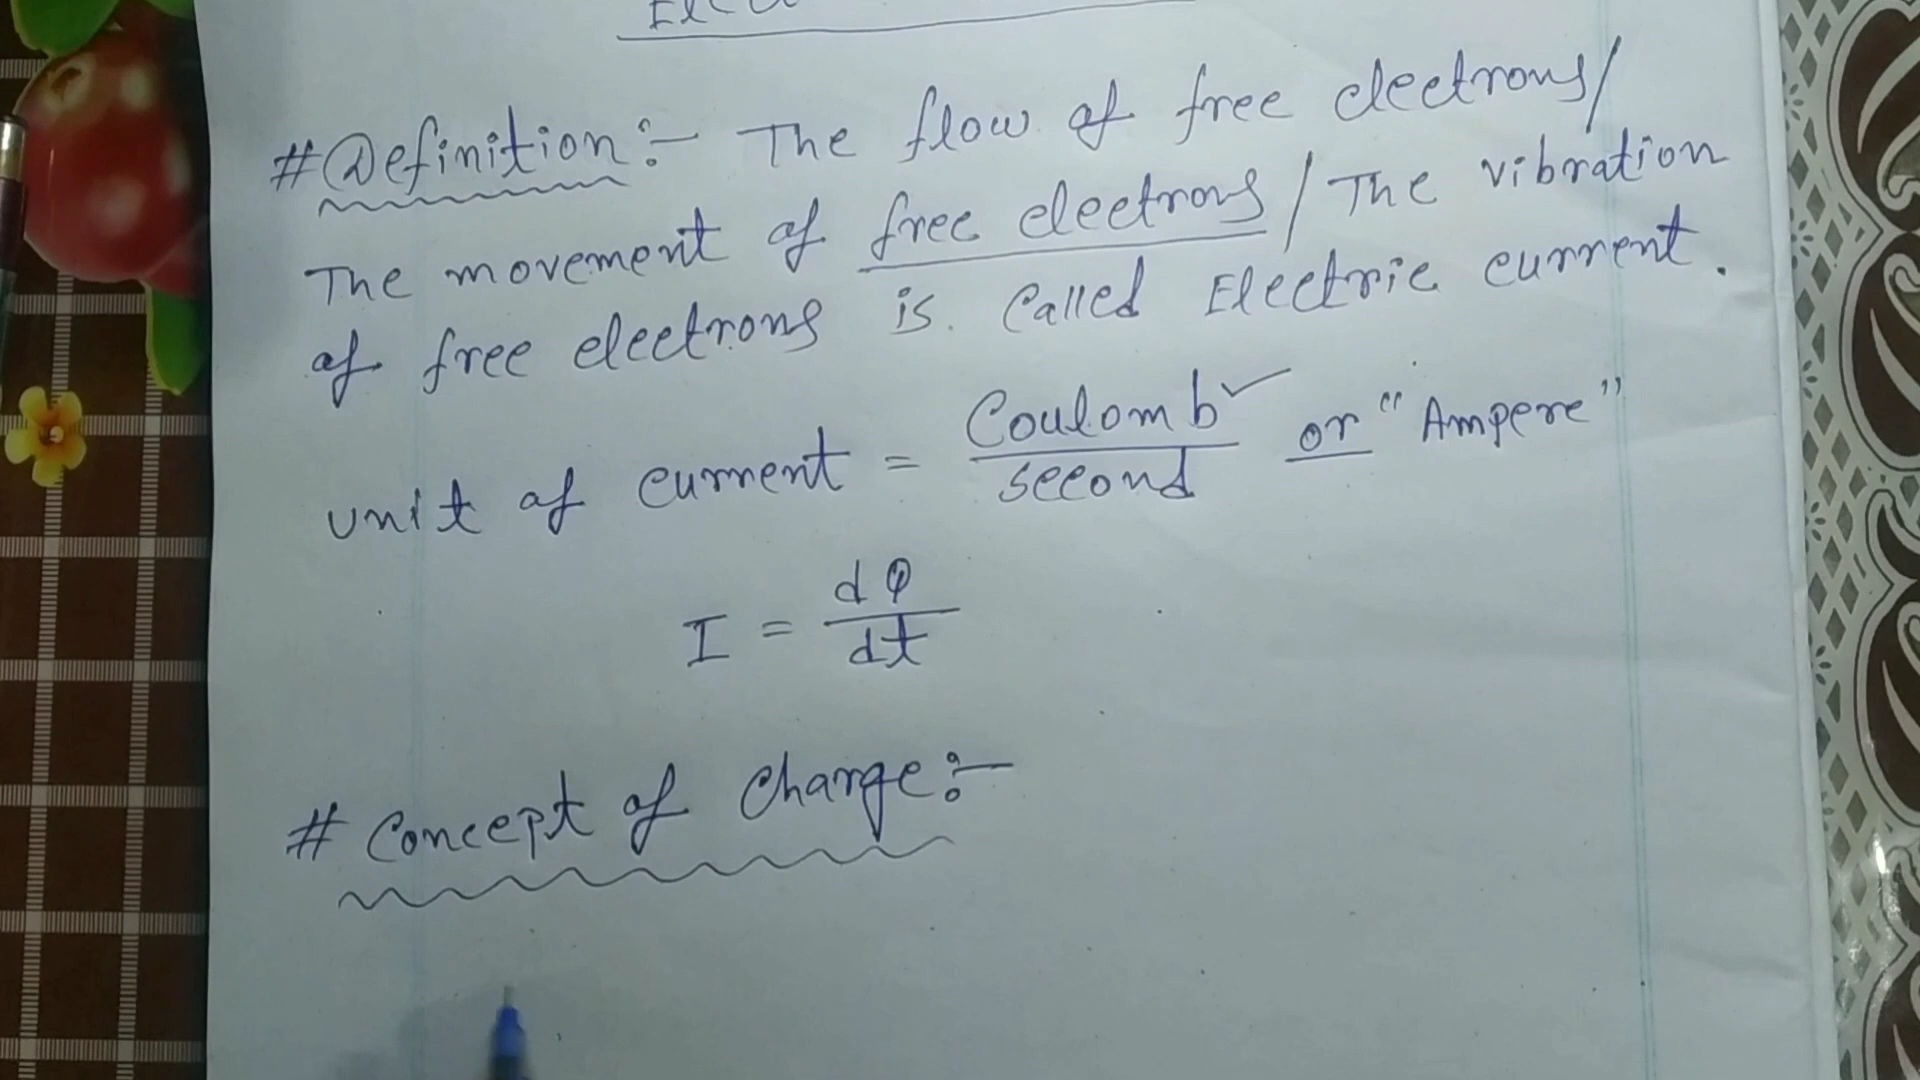 #Definition:- The flow of free electrons/
The movement of free electrons/The vibration
of free electrons is. Called Electric current.
unit of current = Coulomb✓ or "Ampere"
second
I = dQ
dt
# Concept of Charge:-